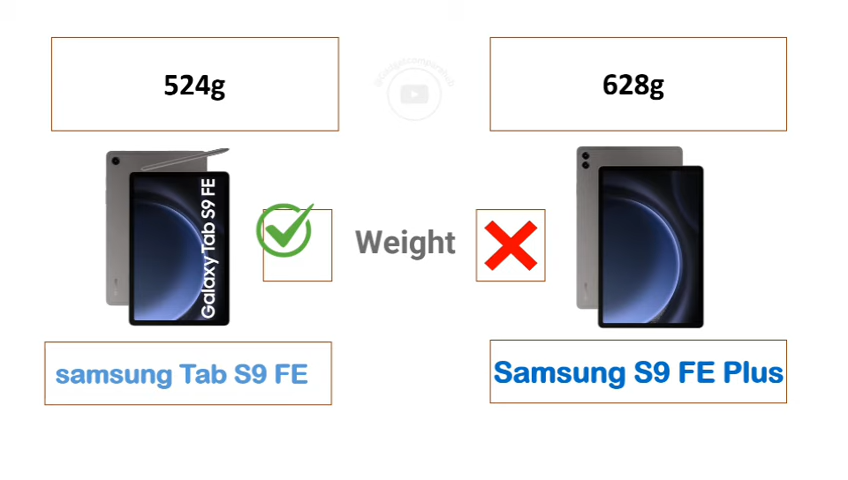 524g
628g
Galaxy Tab S9 FE
Weight
samsung Tab S9 FE
Samsung S9 FE Plus